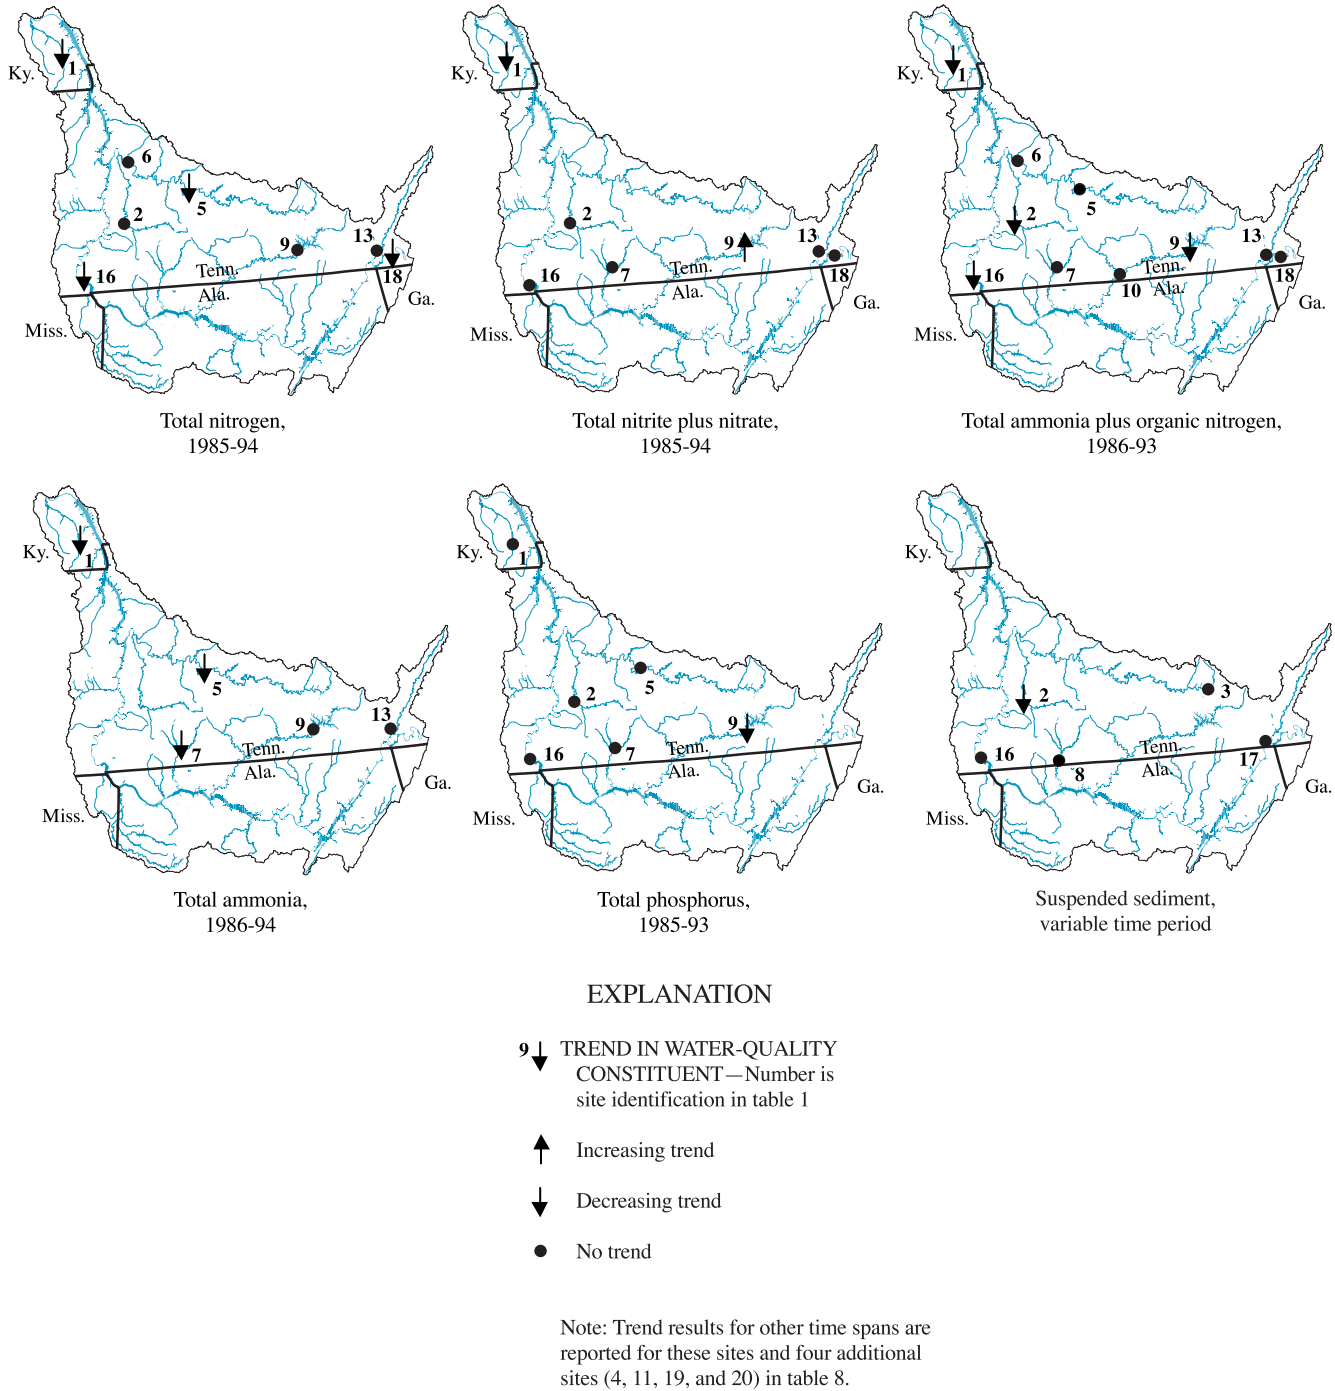 Ky.
1
6
5
2
9
13
16
18
Tenn.
Ala.
Ga.
Miss.
Total nitrogen,
1985-94
Ky.
1
2
9
13
7
16
18
Tenn.
Ala.
Ga.
Miss.
Total nitrite plus nitrate,
1985-94
Ky.
1
6
5
2
9
13
16
7
10
18
Tenn.
Ala.
Ga.
Miss.
Total ammonia plus organic nitrogen,
1986-93
Ky.
1
5
9
13
7
Tenn.
Ala.
Ga.
Miss.
Total ammonia,
1986-94
Ky.
1
5
2
9
16
7
Tenn.
Ala.
Ga.
Miss.
Total phosphorus,
1985-93
Ky.
2
3
16
8
17
Tenn.
Ala.
Ga.
Miss.
Suspended sediment,
variable time period
EXPLANATION
9 TREND IN WATER-QUALITY
CONSTITUENT—Number is
site identification in table 1
Increasing trend
Decreasing trend
No trend
Note: Trend results for other time spans are
reported for these sites and four additional
sites (4, 11, 19, and 20) in table 8.